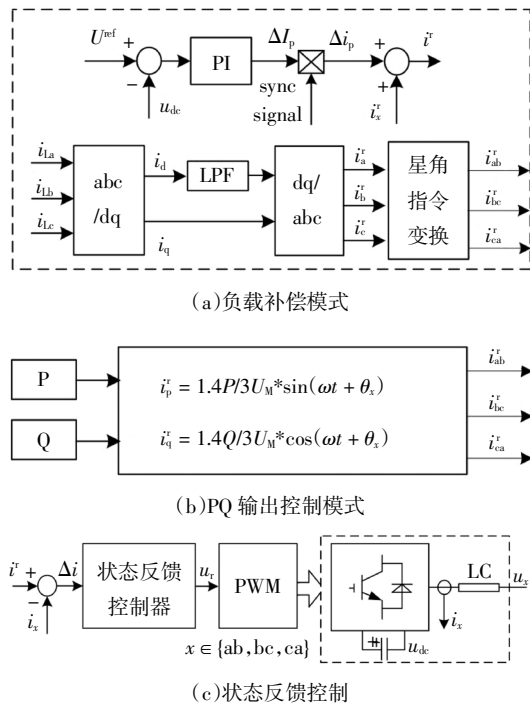 U^ref + − u_dc PI ΔI_p sync signal Δi_p + + i_x^r i^r
i_La i_Lb i_Lc abc/dq i_d LPF i_q dq/abc i_a^r i_b^r i_c^r 星角指令变换 i_ab^r i_bc^r i_ca^r
(a)负载补偿模式
P i_p^r = 1.4P/3U_M*sin(ωt + θ_x) i_ab^r
Q i_q^r = 1.4Q/3U_M*cos(ωt + θ_x) i_bc^r i_ca^r
(b)PQ 输出控制模式
i^r + − i_x Δi 状态反馈控制器 u_r PWM LC u_x i_x u_dc
x ∈ {ab, bc, ca}
(c)状态反馈控制